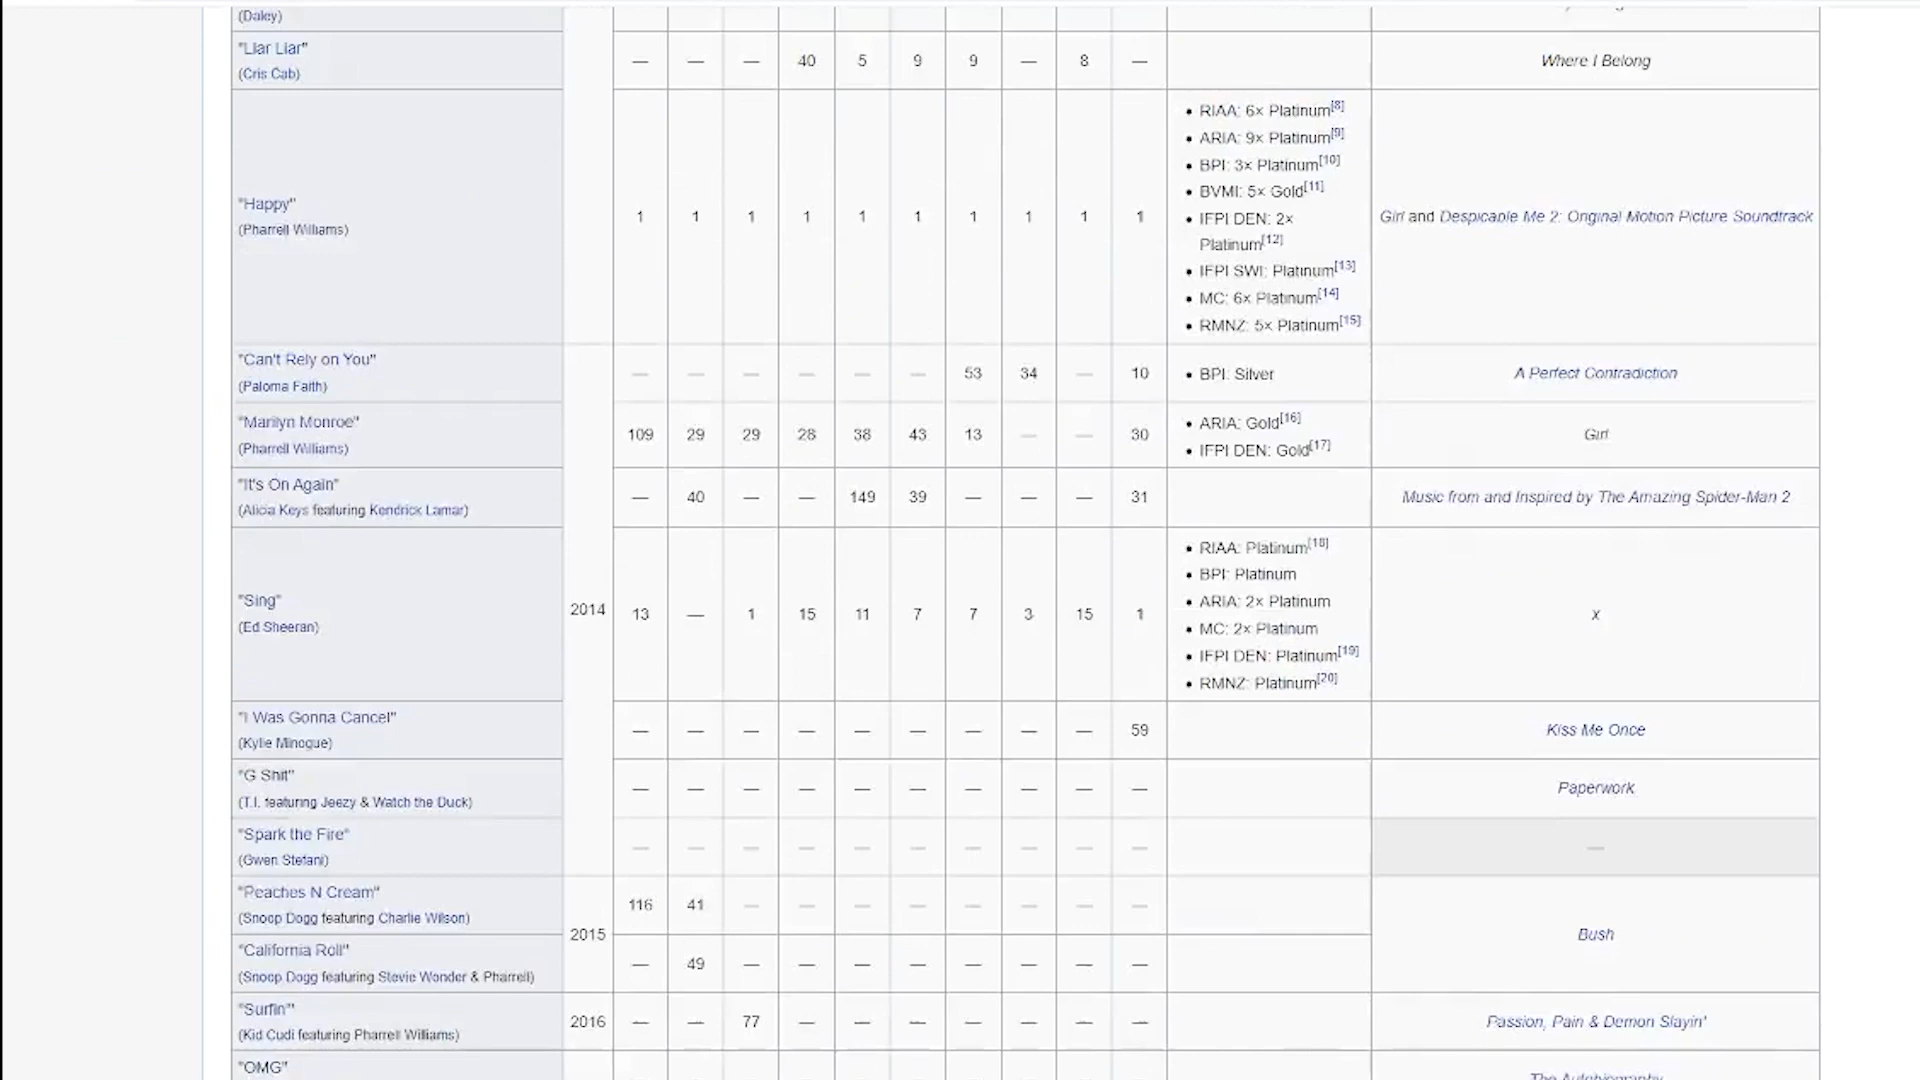 (Daley)
"Liar Liar"
(Cris Cab)
— — — 40 5 9 9 — 8 —
Where I Belong
"Happy"
(Pharrell Williams)
1 1 1 1 1 1 1 1 1 1
• RIAA: 6× Platinum[8]
• ARIA: 9× Platinum[9]
• BPI: 3× Platinum[10]
• BVMI: 5× Gold[11]
• IFPI DEN: 2×
Platinum[12]
• IFPI SWI: Platinum[13]
• MC: 6× Platinum[14]
• RMNZ: 5× Platinum[15]
Girl and Despicable Me 2: Original Motion Picture Soundtrack
"Can't Rely on You"
(Paloma Faith)
— — — — — — 53 34 — 10
• BPI: Silver
A Perfect Contradiction
"Marilyn Monroe"
(Pharrell Williams)
109 29 29 28 38 43 13 — — 30
• ARIA: Gold[16]
• IFPI DEN: Gold[17]
Girl
"It's On Again"
(Alicia Keys featuring Kendrick Lamar)
— 40 — — 149 39 — — — 31
Music from and Inspired by The Amazing Spider-Man 2
"Sing"
(Ed Sheeran)
2014
13 — 1 15 11 7 7 3 15 1
• RIAA: Platinum[18]
• BPI: Platinum
• ARIA: 2× Platinum
• MC: 2× Platinum
• IFPI DEN: Platinum[19]
• RMNZ: Platinum[20]
x
"I Was Gonna Cancel"
(Kylie Minogue)
— — — — — — — — — 59
Kiss Me Once
"G Shit"
(T.I. featuring Jeezy & Watch the Duck)
— — — — — — — — — —
Paperwork
"Spark the Fire"
(Gwen Stefani)
— — — — — — — — — —
—
"Peaches N Cream"
(Snoop Dogg featuring Charlie Wilson)
116 41 — — — — — — — —
2015
Bush
"California Roll"
(Snoop Dogg featuring Stevie Wonder & Pharrell)
— 49 — — — — — — — —
"Surfin'"
(Kid Cudi featuring Pharrell Williams)
2016
— — 77 — — — — — — —
Passion, Pain & Demon Slayin'
"OMG"
The Autobiography